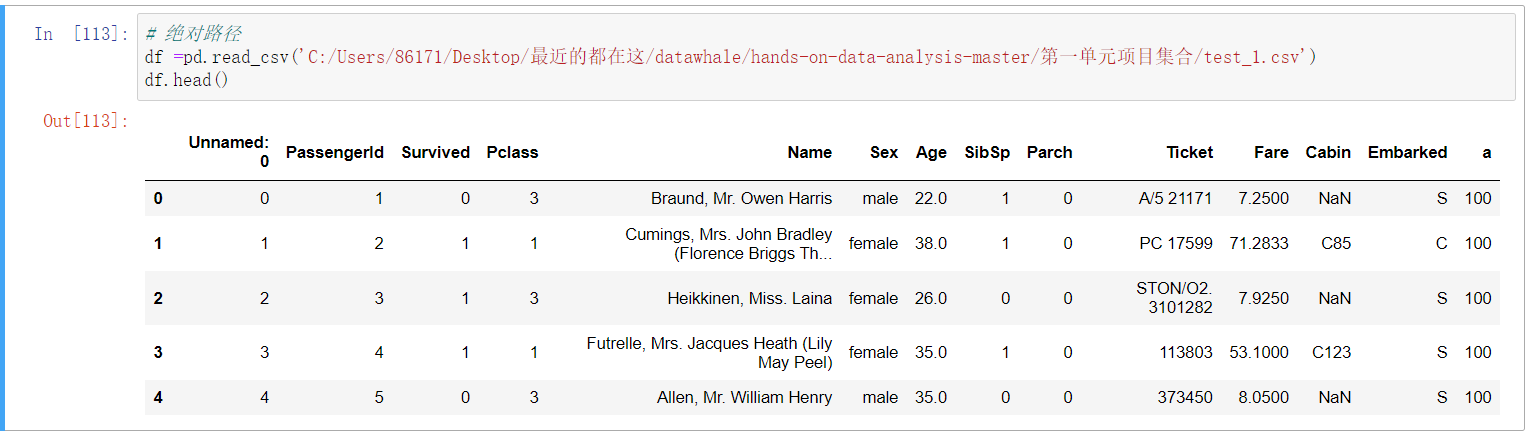 In [113]: # 绝对路径
df =pd.read_csv('C:/Users/86171/Desktop/最近的都在这/datawhale/hands-on-data-analysis-master/第一单元项目集合/test_1.csv')
df.head()
Out[113]:
Unnamed: 0 PassengerId Survived Pclass Name Sex Age SibSp Parch Ticket Fare Cabin Embarked a
0 0 1 0 3 Braund, Mr. Owen Harris male 22.0 1 0 A/5 21171 7.2500 NaN S 100
1 1 2 1 1 Cumings, Mrs. John Bradley (Florence Briggs Th... female 38.0 1 0 PC 17599 71.2833 C85 C 100
2 2 3 1 3 Heikkinen, Miss. Laina female 26.0 0 0 STON/O2. 3101282 7.9250 NaN S 100
3 3 4 1 1 Futrelle, Mrs. Jacques Heath (Lily May Peel) female 35.0 1 0 113803 53.1000 C123 S 100
4 4 5 0 3 Allen, Mr. William Henry male 35.0 0 0 373450 8.0500 NaN S 100